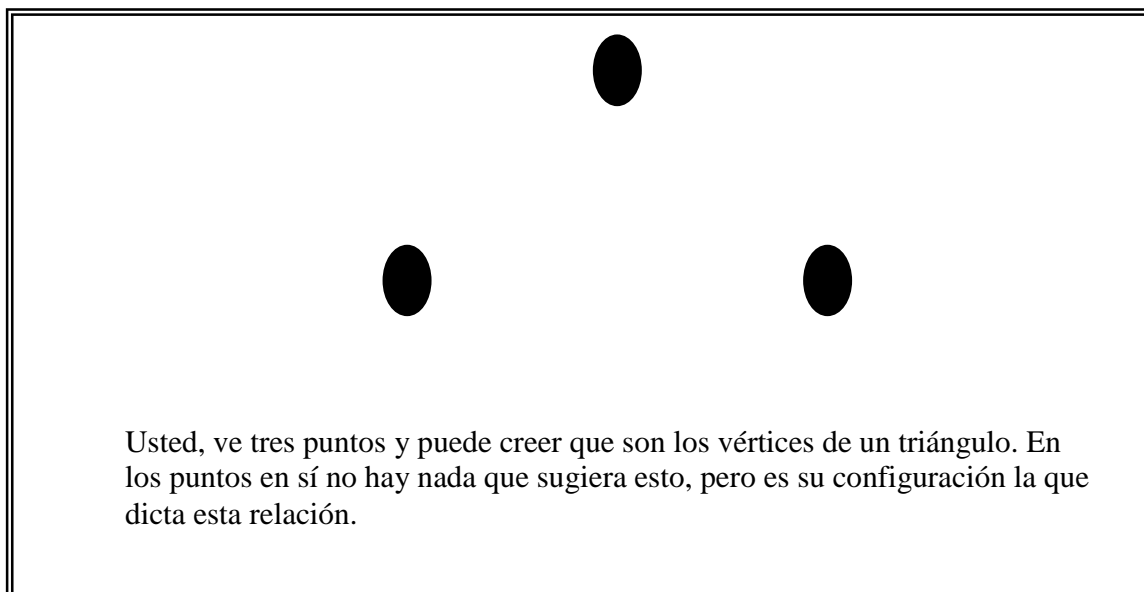 Usted, ve tres puntos y puede creer que son los vértices de un triángulo. En
los puntos en sí no hay nada que sugiera esto, pero es su configuración la que
dicta esta relación.